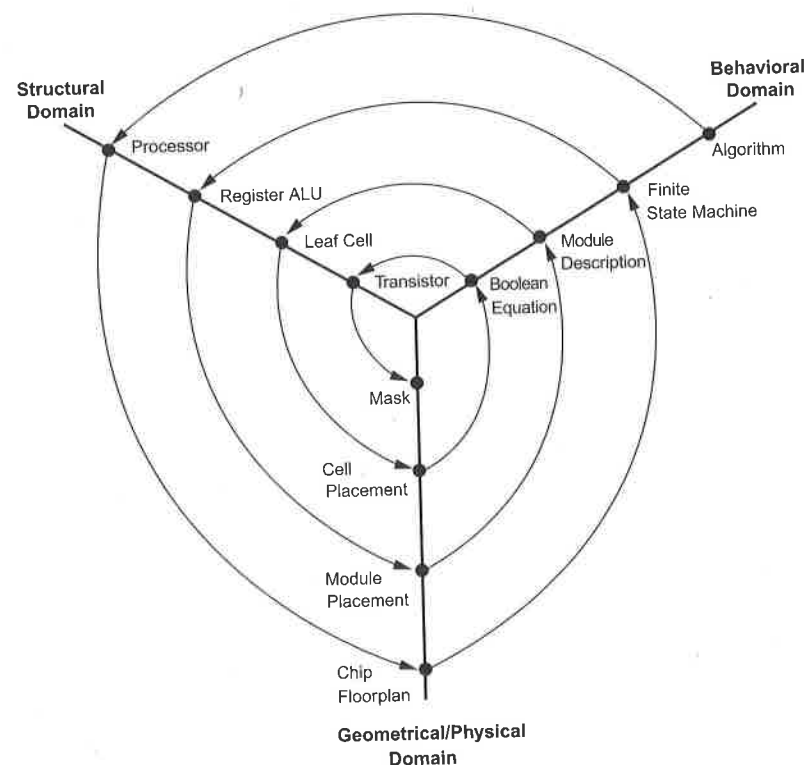 Structural
Domain
Behavioral
Domain
Processor
Algorithm
Register ALU
Finite
State Machine
Leaf Cell
Module
Description
Transistor
Boolean
Equation
Mask
Cell
Placement
Module
Placement
Chip
Floorplan
Geometrical/Physical
Domain